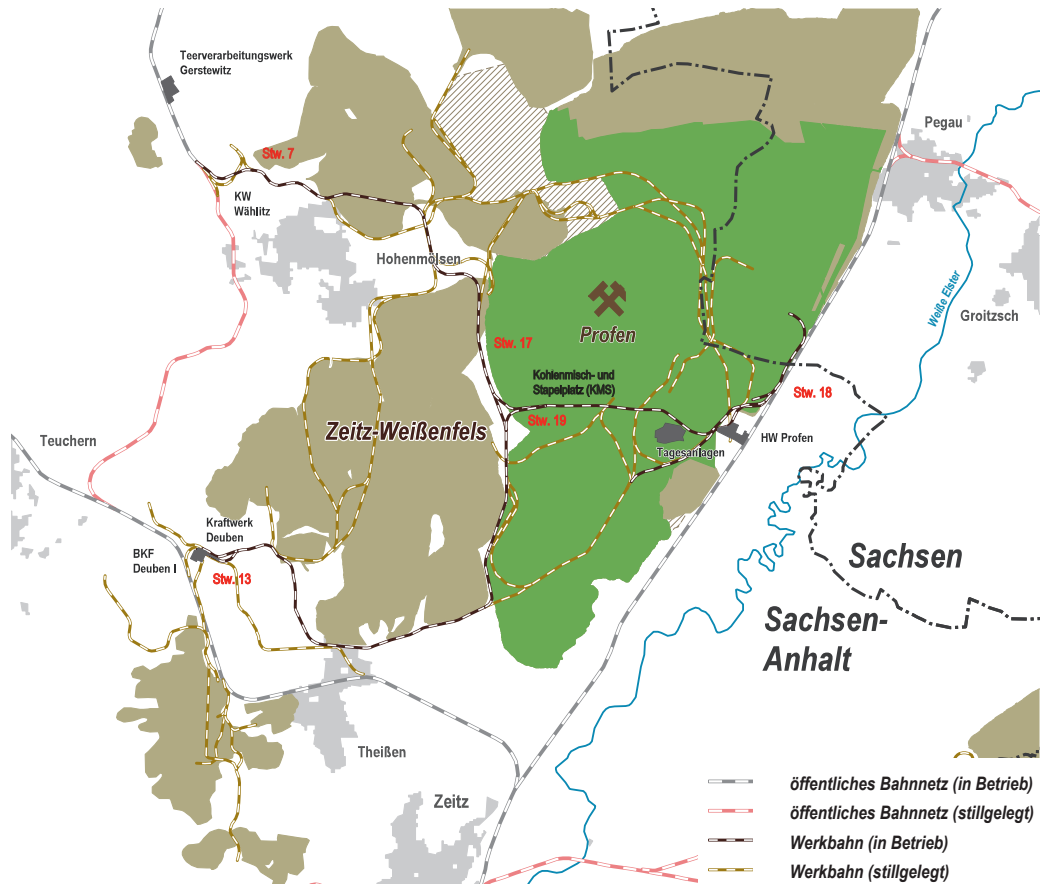 Teerverarbeitungswerk
Gerstewitz
Stw. 7
Pegau
KW
Wählitz
Hohenmölsen
Weiße Elster
Groitzsch
Profen
Stw. 17
Kohlenmisch- und
Stapelplatz (KMS)
Stw. 18
Stw. 19
Zeitz-Weißenfels
Teuchern
HW Profen
Tagesanlagen
Kraftwerk
Deuben
BKF
Deuben I
Stw. 13
Sachsen
Sachsen-
Anhalt
Theißen
Zeitz
öffentliches Bahnnetz (in Betrieb)
öffentliches Bahnnetz (stillgelegt)
Werkbahn (in Betrieb)
Werkbahn (stillgelegt)